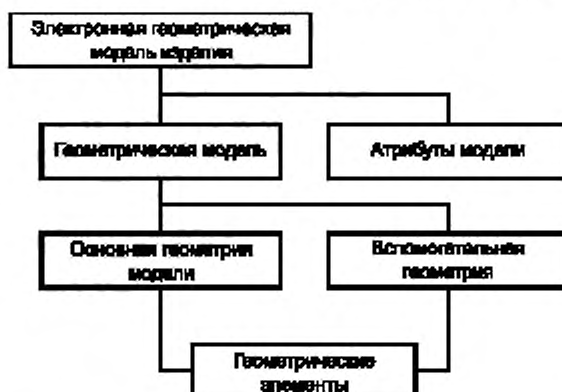 Электронная геометрическая
модель изделия
Геометрическая модель
Атрибуты модели
Основная геометрия
модели
Вспомогательная
геометрия
Геометрические
элементы